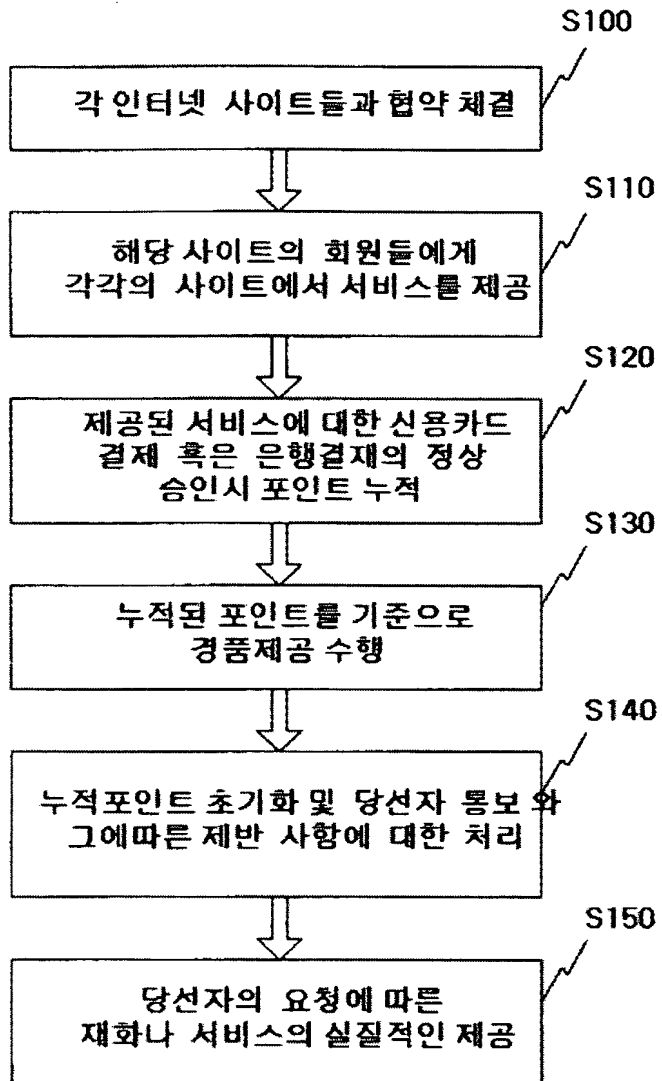 S100
각 인터넷 사이트들과 협약 체결
S110
해당 사이트의 회원들에게
각각의 사이트에서 서비스를 제공
S120
제공된 서비스에 대한 신용카드
결제 혹은 은행결재의 정상
승인시 포인트 누적
S130
누적된 포인트를 기준으로
경품제공 수행
S140
누적포인트 초기화 및 당선자 통보 와
그에따른 제반 사항에 대한 처리
S150
당선자의 요청에 따른
재화나 서비스의 실질적인 제공